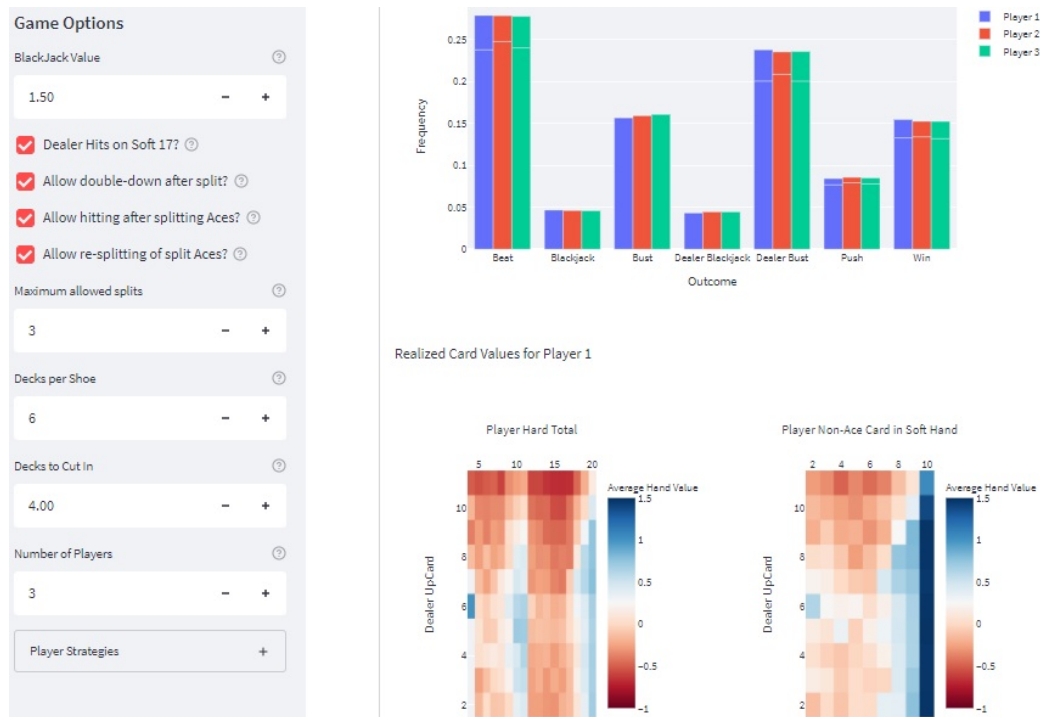 Game Options
BlackJack Value
1.50 - +
Dealer Hits on Soft 17?
Allow double-down after split?
Allow hitting after splitting Aces?
Allow re-splitting of split Aces?
Maximum allowed splits
3 - +
Decks per Shoe
6 - +
Decks to Cut In
4.00 - +
Number of Players
3 - +
Player Strategies +
Player 1
Player 2
Player 3
Frequency
0.25
0.2
0.15
0.1
0.05
0
Beat Blackjack Bust Dealer Blackjack Dealer Bust Push Win
Outcome
Realized Card Values for Player 1
Player Hard Total
5 10 15 20
Dealer UpCard
10
8
6
4
2
Average Hand Value
1.5
1
0.5
0
−0.5
−1
Player Non-Ace Card in Soft Hand
2 4 6 8 10
Dealer UpCard
10
8
6
4
2
Average Hand Value
1.5
1
0.5
0
−0.5
−1